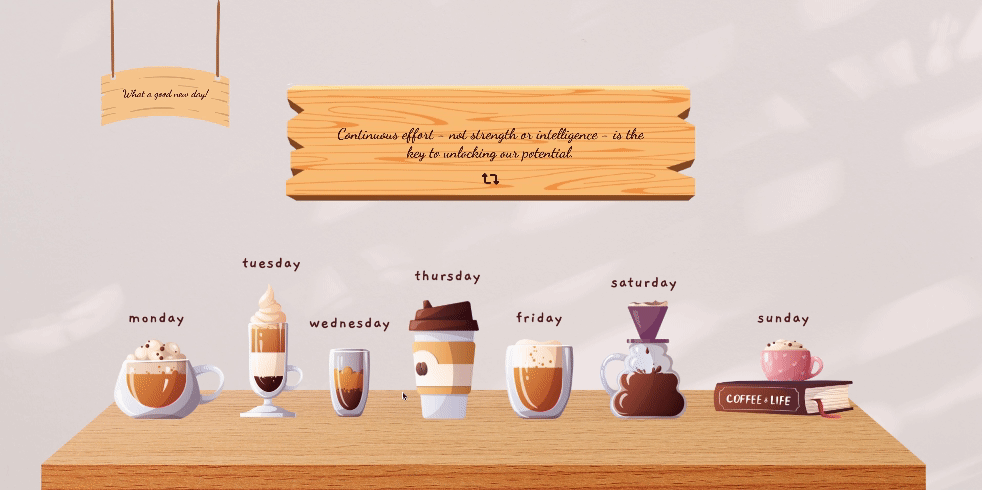 What a good new day!
Continuous effort - not strength or intelligence - is the
key to unlocking our potential.
tuesday
thursday
saturday
monday
wednesday
friday
sunday
COFFEE & LIFE